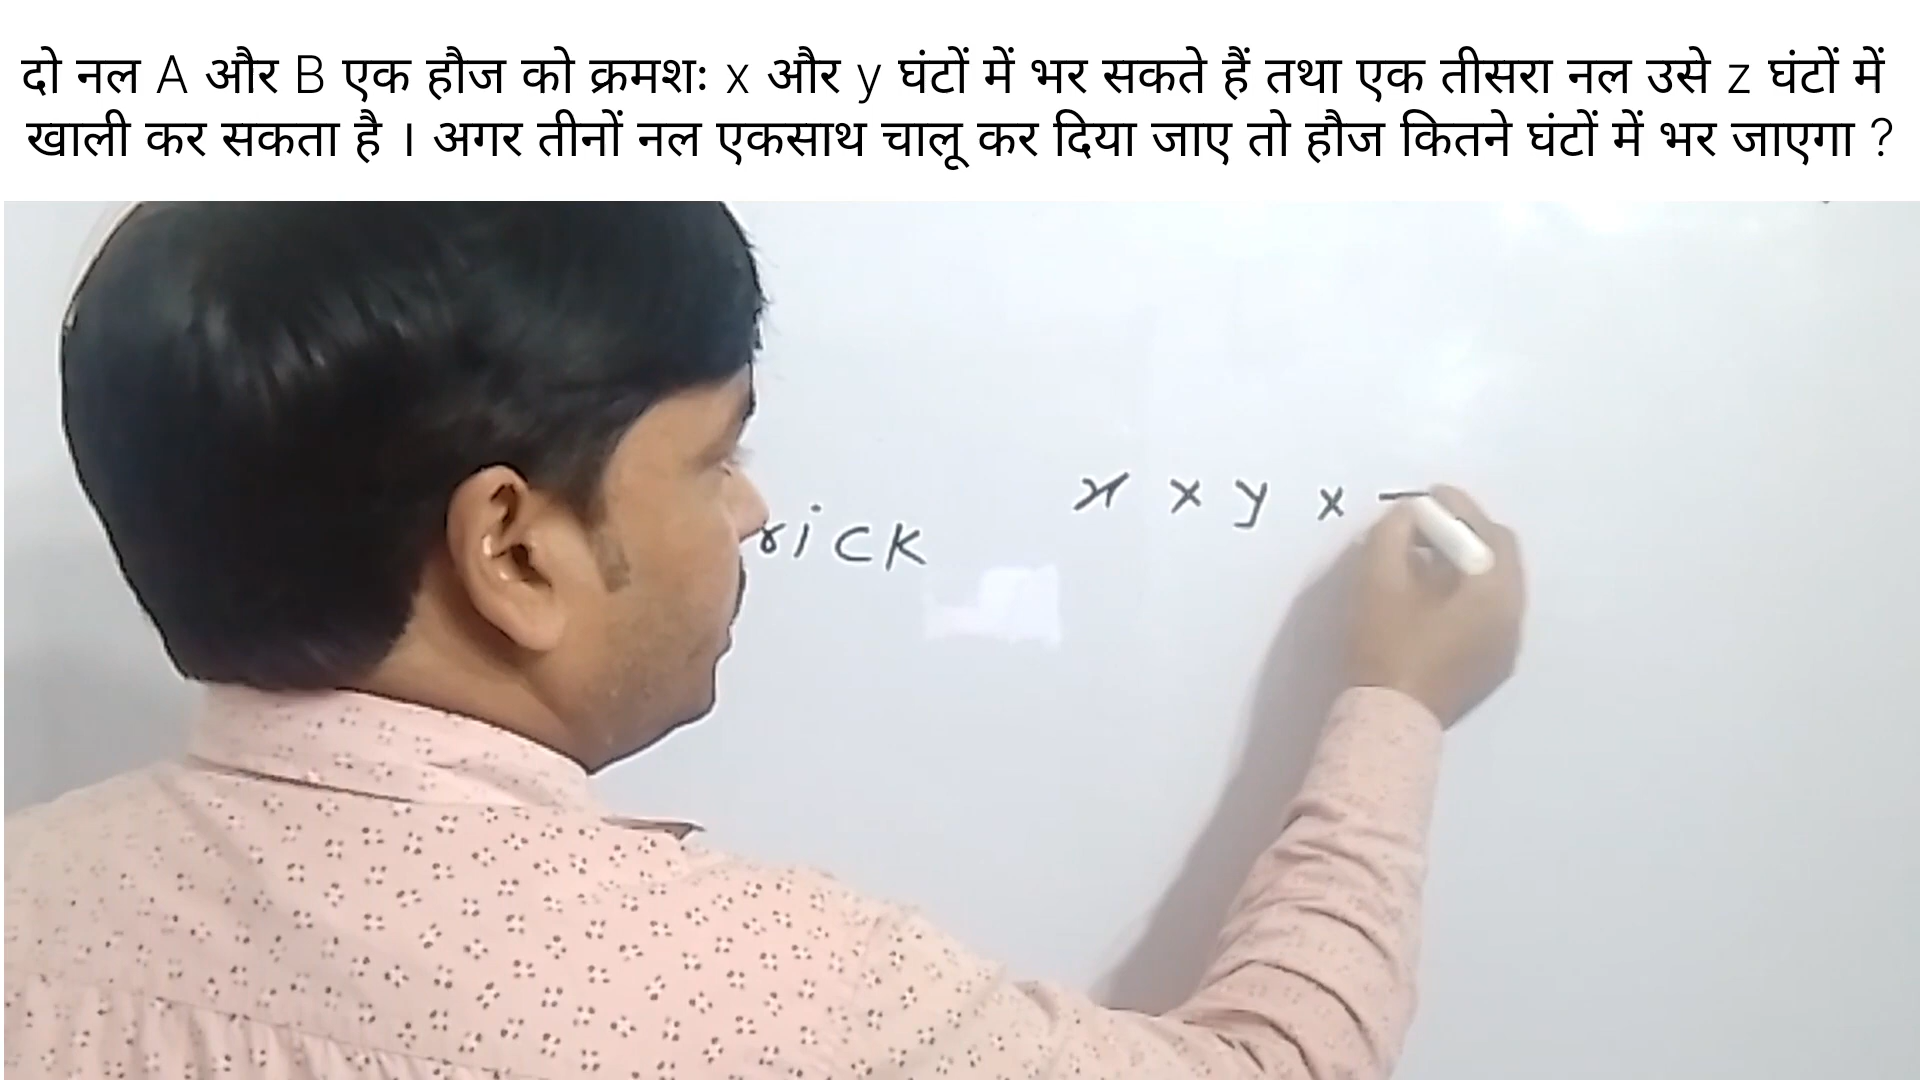 दो नल A और B एक हौज को क्रमशः x और y घंटों में भर सकते हैं तथा एक तीसरा नल उसे z घंटों में
खाली कर सकता है । अगर तीनों नल एकसाथ चालू कर दिया जाए तो हौज कितने घंटों में भर जाएगा ?
x × y ×
rick